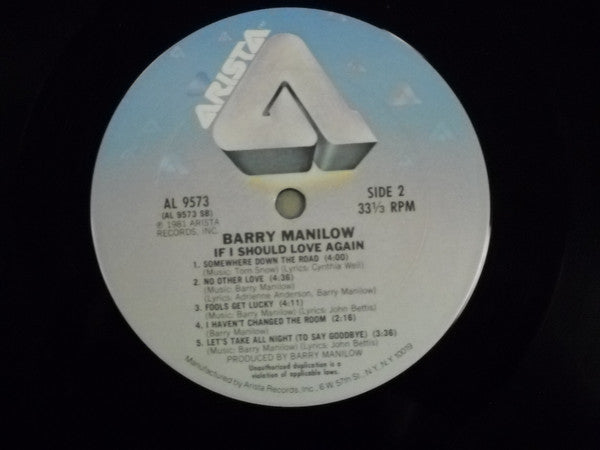 ARISTA
AL 9573
(AL 9573 SB)
℗ 1981 ARISTA
RECORDS, INC.
SIDE 2
33⅓ RPM
BARRY MANILOW
IF I SHOULD LOVE AGAIN
1. SOMEWHERE DOWN THE ROAD (4:00)
(Music: Tom Snow) (Lyrics: Cynthia Weil)
2. NO OTHER LOVE (4:36)
(Music: Barry Manilow)
(Lyrics: Adrienne Anderson, Barry Manilow)
3. FOOLS GET LUCKY (4:11)
(Music: Barry Manilow) (Lyrics: John Bettis)
4. I HAVEN'T CHANGED THE ROOM (2:16)
(Barry Manilow)
5. LET'S TAKE ALL NIGHT (TO SAY GOODBYE) (3:36)
(Music: Barry Manilow) (Lyrics: John Bettis)
PRODUCED BY BARRY MANILOW
Unauthorized duplication is a
violation of applicable laws.
Manufactured by Arista Records, Inc., 6 W. 57th St., N.Y., N.Y. 10019